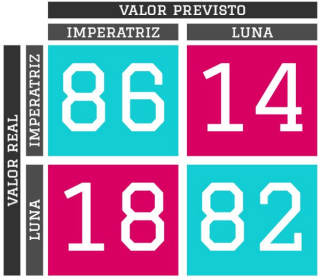 VALOR PREVISTO
IMPERATRIZ LUNA
VALOR REAL
IMPERATRIZ
86 14
LUNA
18 82